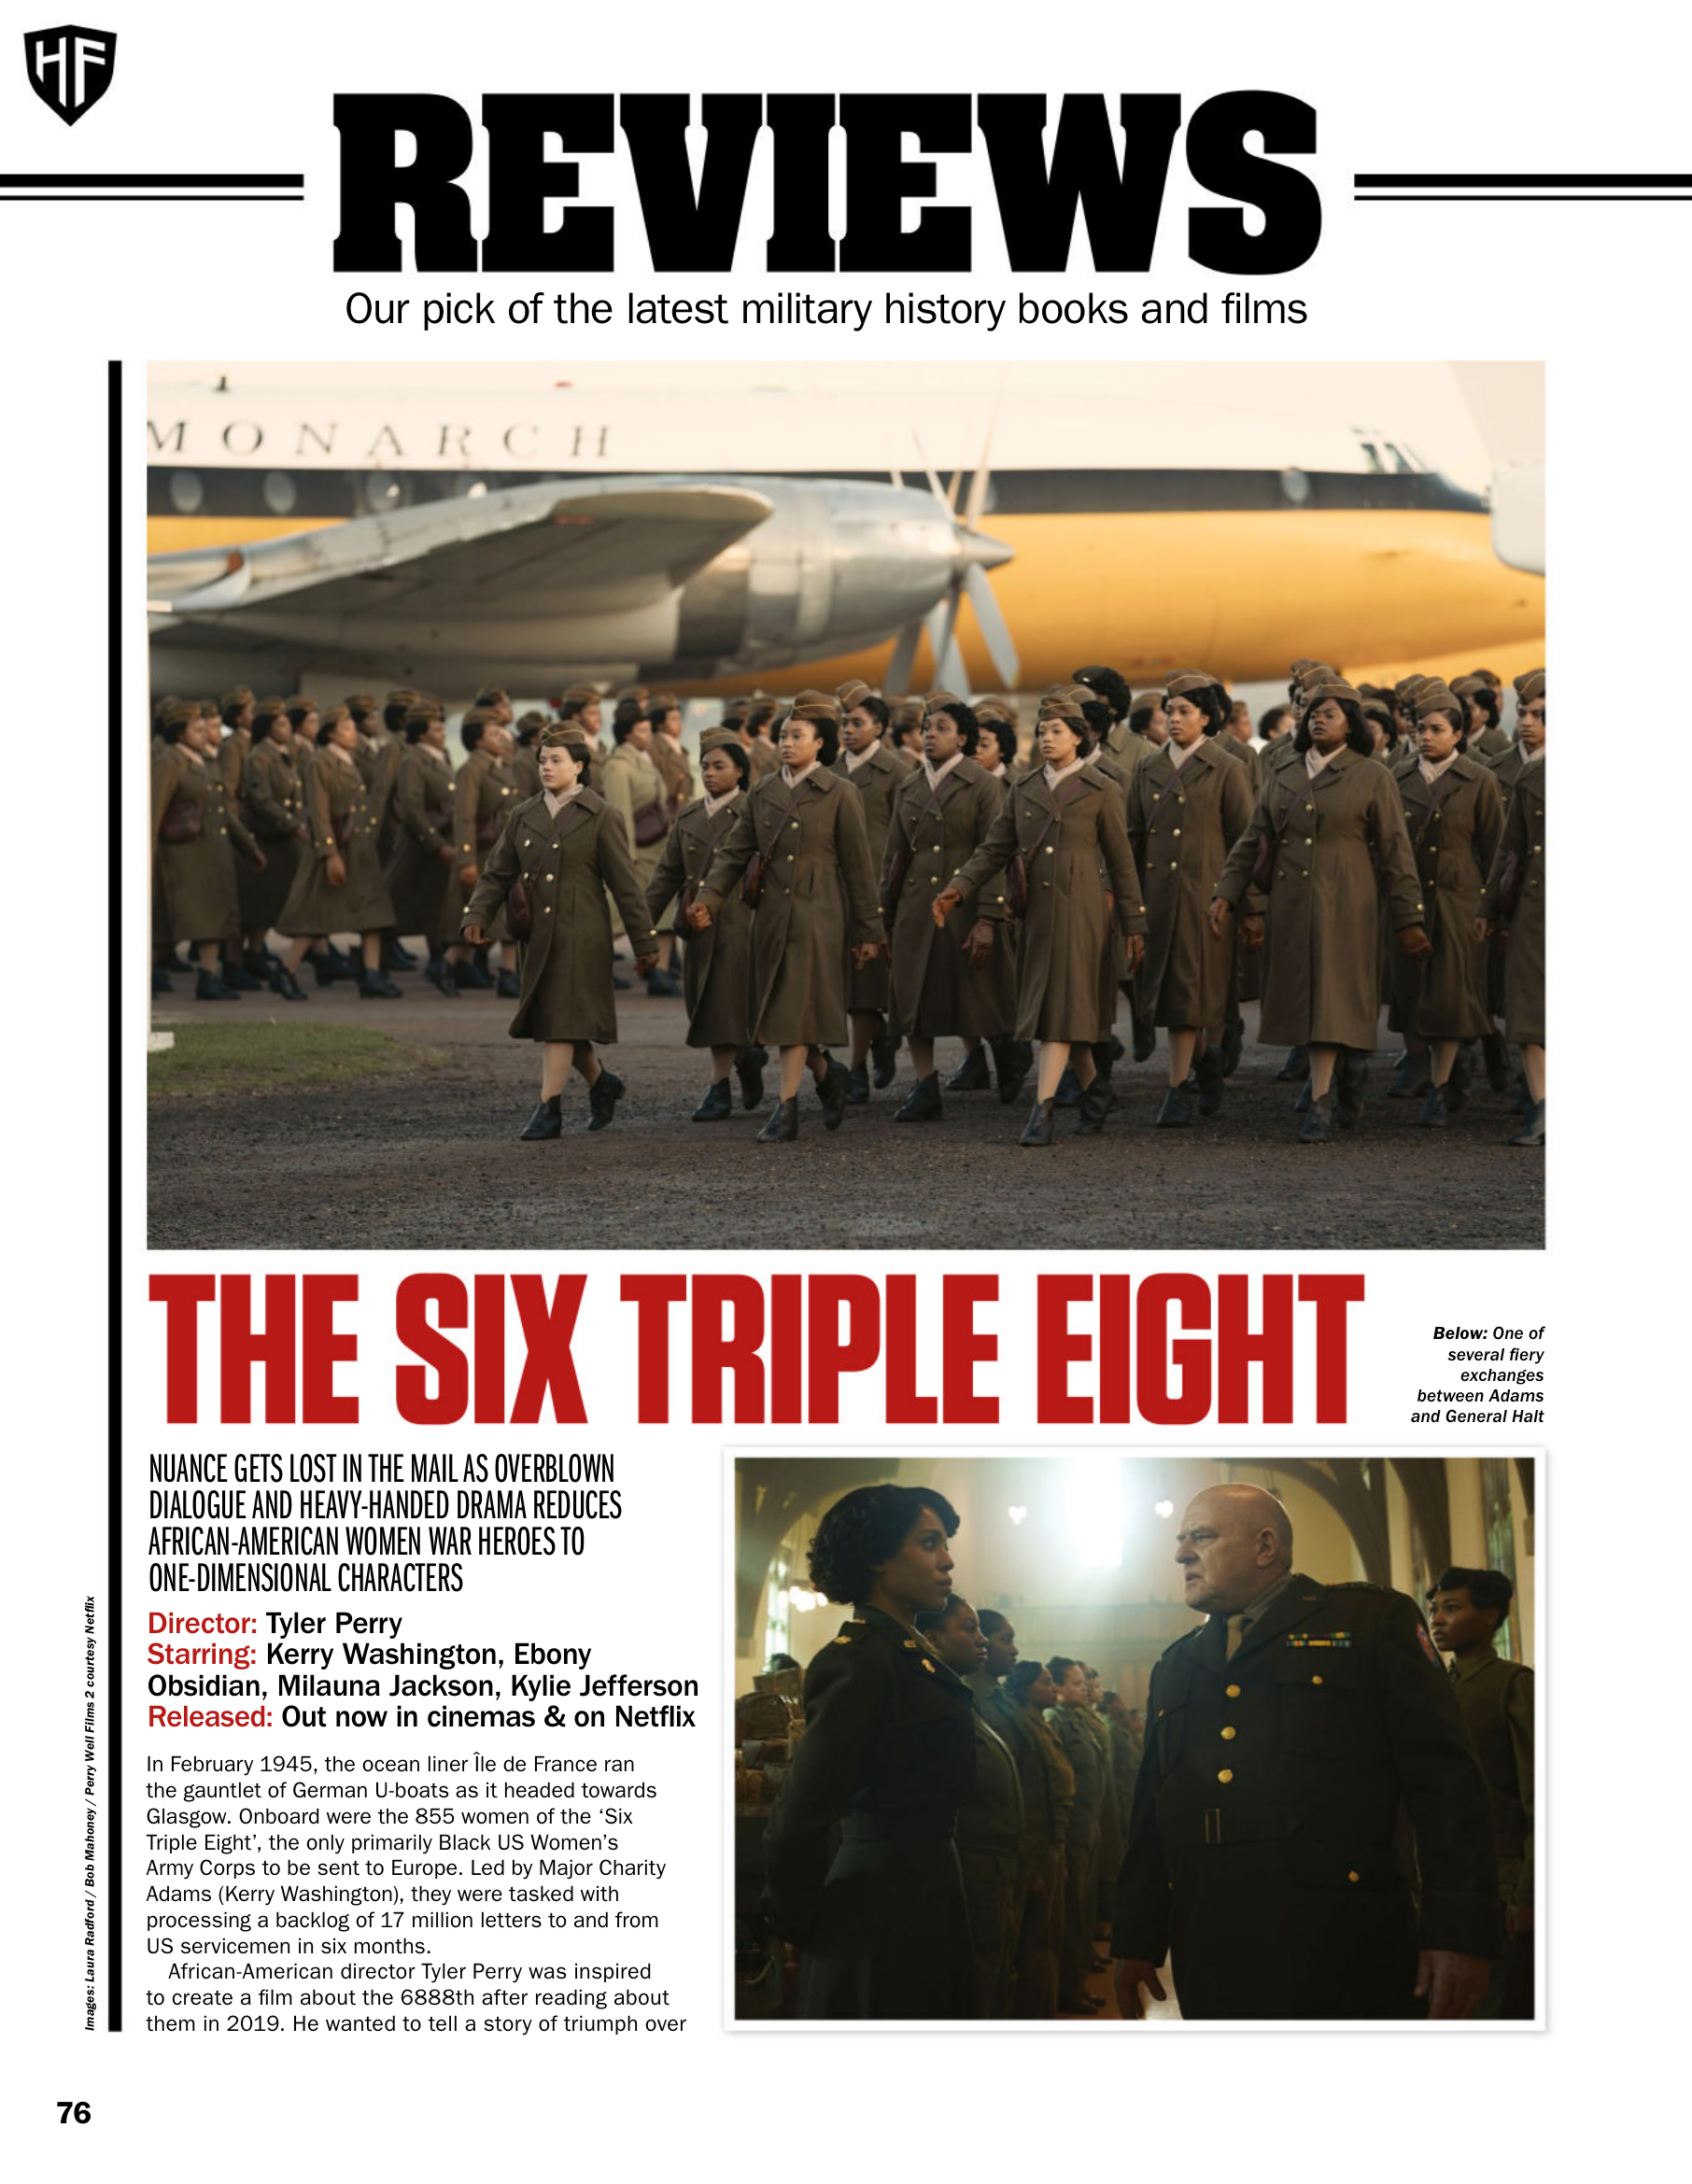 HF
REVIEWS
Our pick of the latest military history books and films
MONARCH
THE SIX TRIPLE EIGHT
Below: One of
several fiery
exchanges
between Adams
and General Halt
NUANCE GETS LOST IN THE MAIL AS OVERBLOWN
DIALOGUE AND HEAVY-HANDED DRAMA REDUCES
AFRICAN-AMERICAN WOMEN WAR HEROES TO
ONE-DIMENSIONAL CHARACTERS
Director: Tyler Perry
Starring: Kerry Washington, Ebony
Obsidian, Milauna Jackson, Kylie Jefferson
Released: Out now in cinemas & on Netflix
In February 1945, the ocean liner Île de France ran
the gauntlet of German U-boats as it headed towards
Glasgow. Onboard were the 855 women of the ‘Six
Triple Eight’, the only primarily Black US Women’s
Army Corps to be sent to Europe. Led by Major Charity
Adams (Kerry Washington), they were tasked with
processing a backlog of 17 million letters to and from
US servicemen in six months.
African-American director Tyler Perry was inspired
to create a film about the 6888th after reading about
them in 2019. He wanted to tell a story of triumph over
Images: Laura Radford / Bob Mahoney / Perry Well Films 2 courtesy Netflix
76